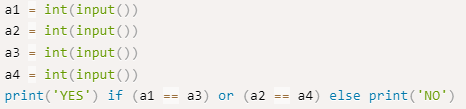 a1 = int(input())
a2 = int(input())
a3 = int(input())
a4 = int(input())
print('YES') if (a1 == a3) or (a2 == a4) else print('NO')